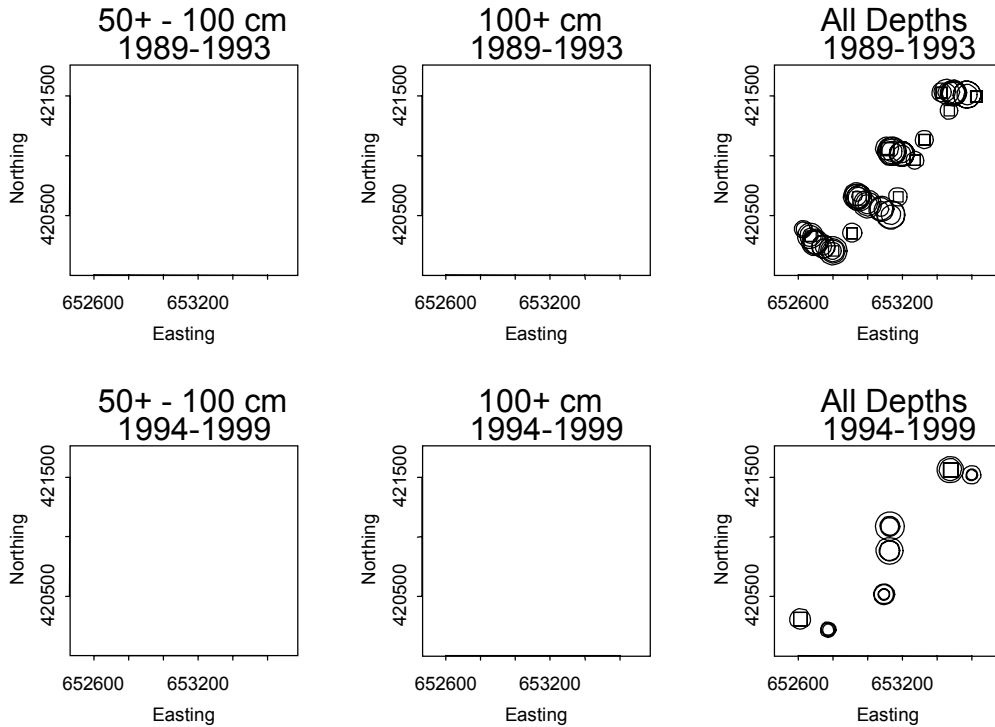 50+ - 100 cm
1989-1993
421500
420500
Northing
652600 653200
Easting
100+ cm
1989-1993
421500
420500
Northing
652600 653200
Easting
All Depths
1989-1993
421500
420500
Northing
652600 653200
Easting
50+ - 100 cm
1994-1999
421500
420500
Northing
652600 653200
Easting
100+ cm
1994-1999
421500
420500
Northing
652600 653200
Easting
All Depths
1994-1999
421500
420500
Northing
652600 653200
Easting